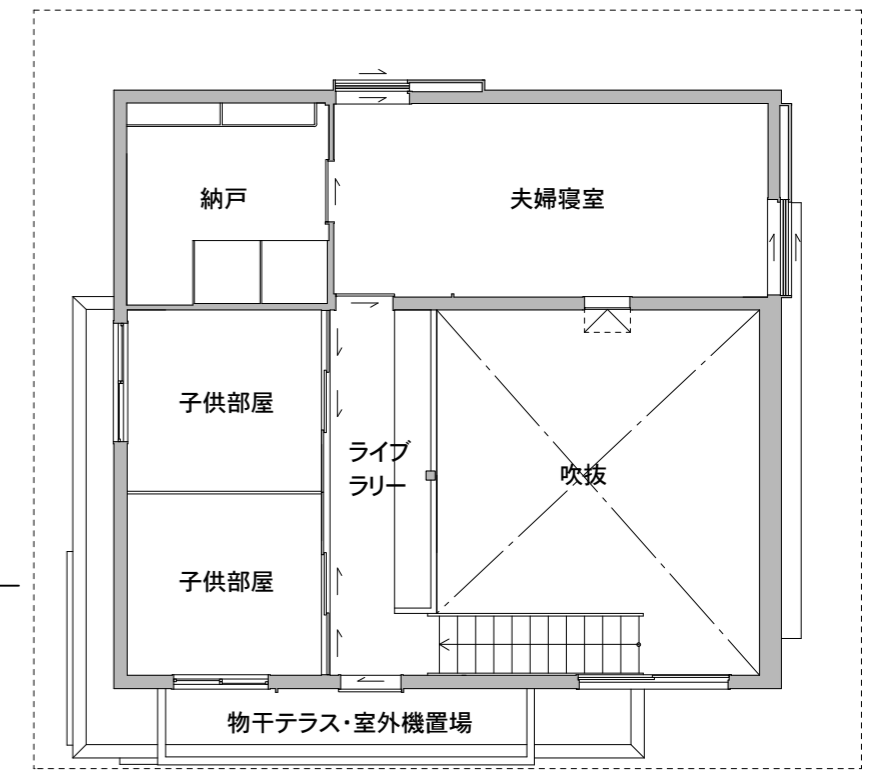 納戸
夫婦寝室
子供部屋
ライブ
ラリー
吹抜
子供部屋
物干テラス・室外機置場